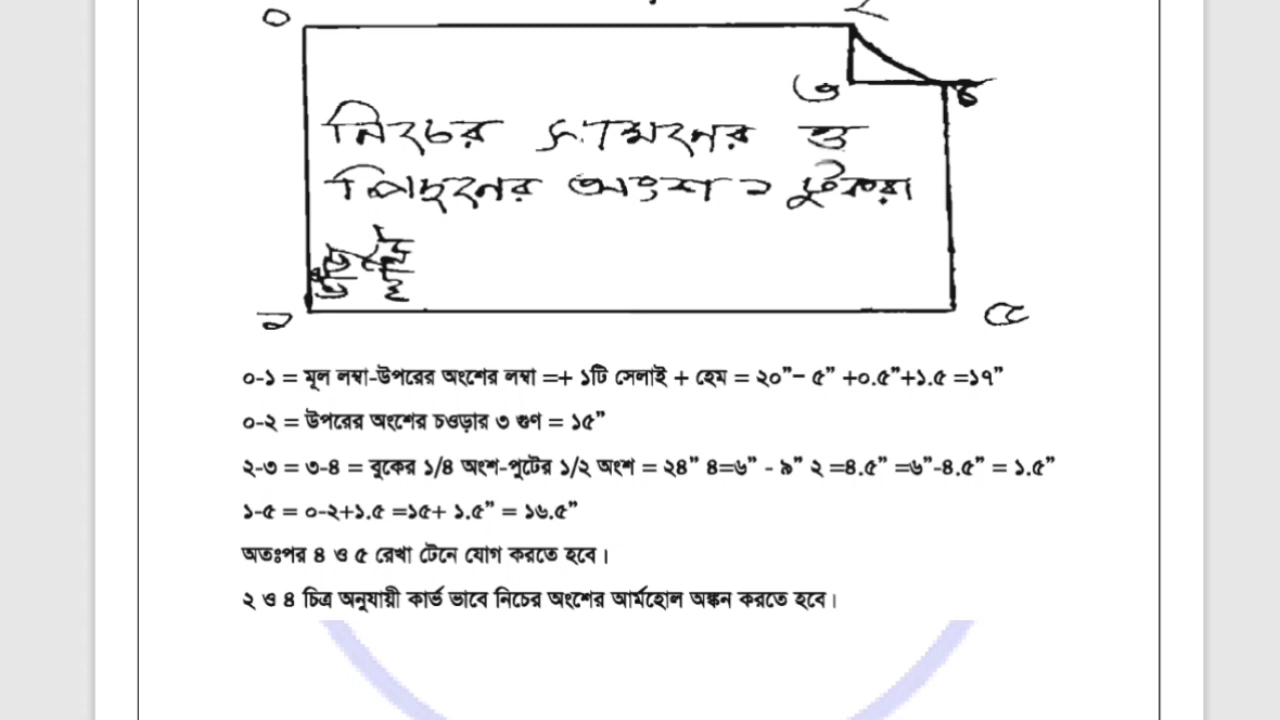 ০ ২
৩ ৪
নিচের সামনের ও
পিছনের অংশ ১ টুকরা
১ ৫
০-১ = মূল লম্বা-উপরের অংশের লম্বা =+ ১টি সেলাই + হেম = ২০”– ৫” +০.৫”+১.৫ =১৭”
০-২ = উপরের অংশের চওড়ার ৩ গুণ = ১৫”
২-৩ = ৩-৪ = বুকের ১/৪ অংশ-পুটের ১/২ অংশ = ২৪” ৪=৬” - ৯” ২ =৪.৫” =৬”-৪.৫” = ১.৫”
১-৫ = ০-২+১.৫ =১৫+ ১.৫” = ১৬.৫”
অতঃপর ৪ ও ৫ রেখা টেনে যোগ করতে হবে।
২ ও ৪ চিত্র অনুযায়ী কার্ভ ভাবে নিচের অংশের আর্মহোল অঙ্কন করতে হবে।